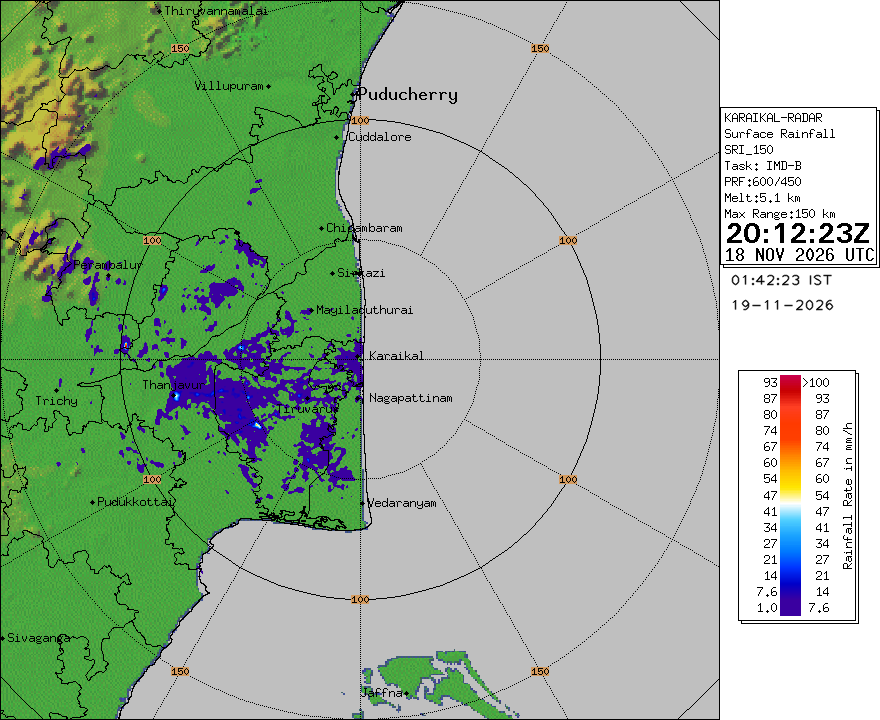 Thiruvannamalai
150
150
Villupuram
Puducherry
100
Cuddalore
Chidambaram
100
100
Perambalur
Sirkazi
Mayiladuthurai
Karaikal
Thanjavur
Trichy
Nagapattinam
Tiruvarur
100
100
Pudukkottai
Vedaranyam
100
Sivaganga
150
150
Jaffna
KARAIKAL-RADAR
Surface Rainfall
SRI_150
Task: IMD-B
PRF:600/450
Melt:5.1 km
Max Range:150 km
20:12:23Z
18 NOV 2026 UTC
01:42:23 IST
19-11-2026
93 >100
87 93
80 87
74 80
67 74
60 67
54 60
47 54
41 47
34 41
27 34
21 27
14 21
7.6 14
1.0 7.6
Rainfall Rate in mm/h